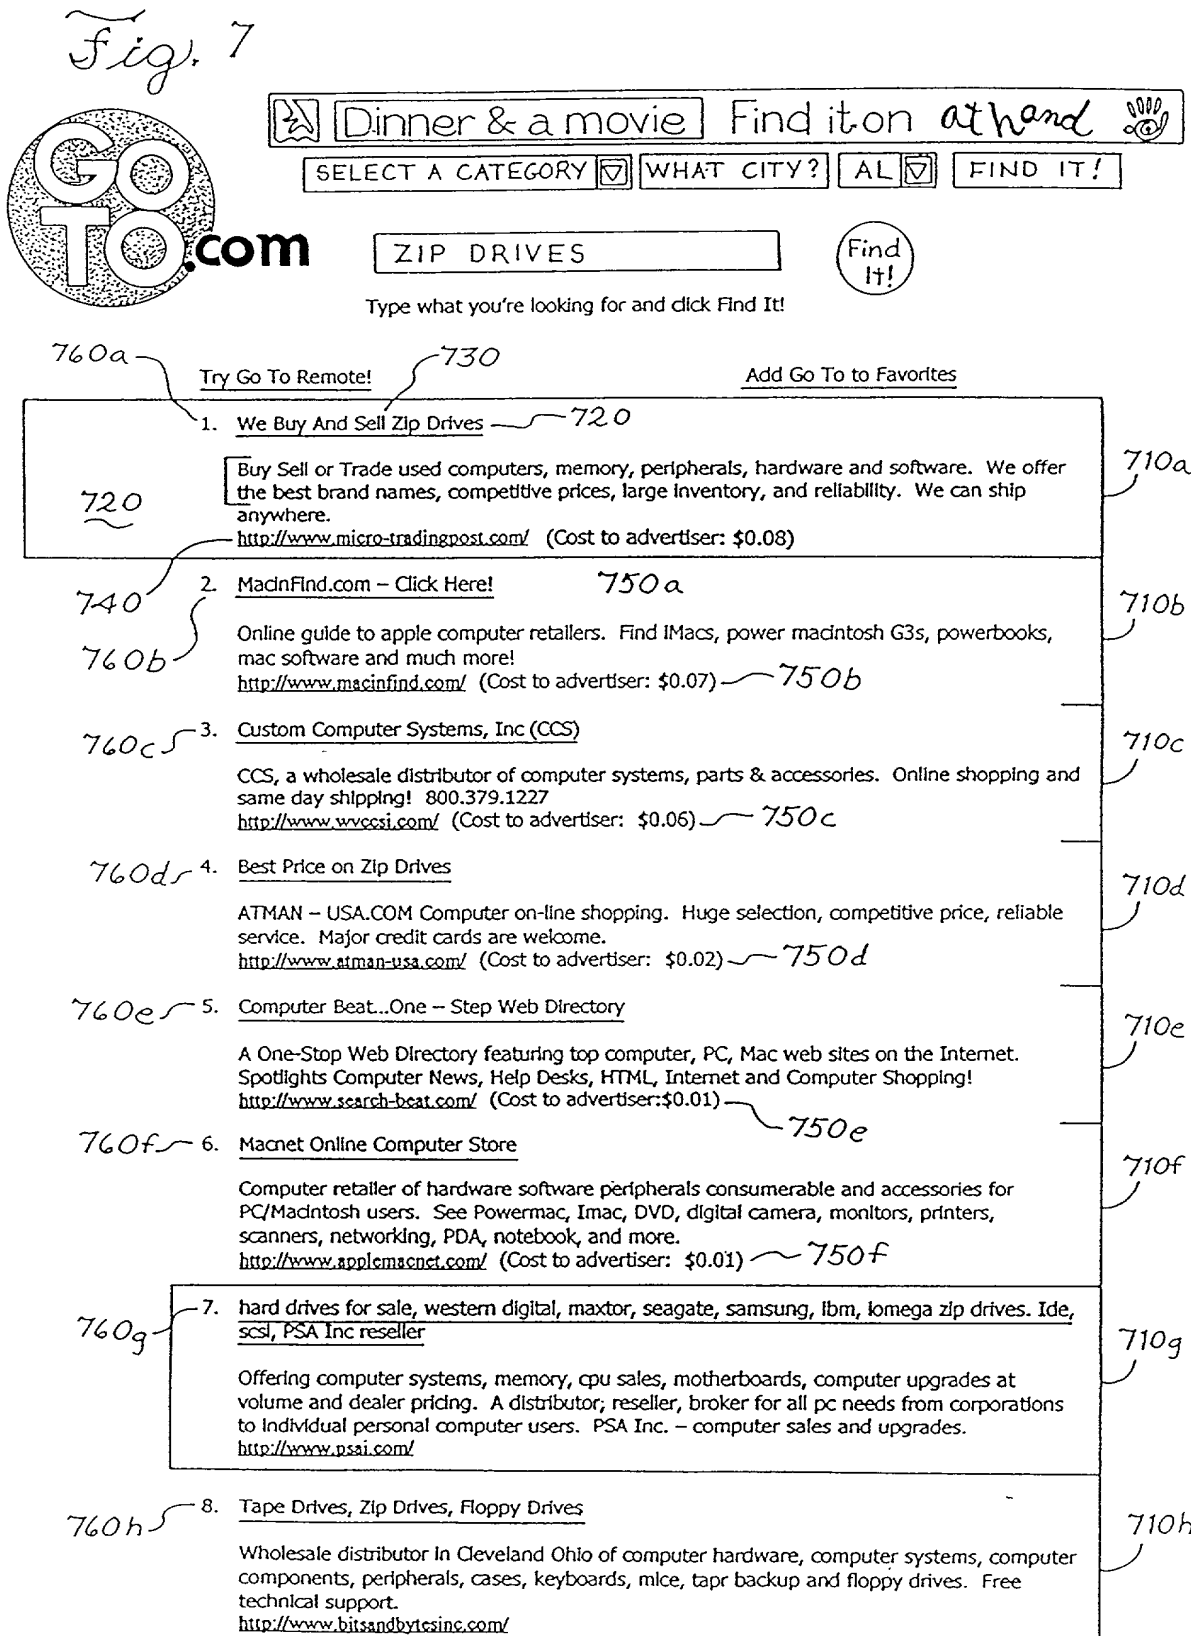 Fig. 7
Dinner & a movie Find it on at hand
SELECT A CATEGORY WHAT CITY? AL FIND IT!
GO
TO.com
ZIP DRIVES
Find
It!
Type what you're looking for and click Find It!
760a 730
Try Go To Remote! Add Go To to Favorites
1. We Buy And Sell Zip Drives 720
710a
Buy Sell or Trade used computers, memory, peripherals, hardware and software. We offer
720 the best brand names, competitive prices, large inventory, and reliability. We can ship
anywhere.
http://www.micro-tradingpost.com/ (Cost to advertiser: $0.08)
2. MacinFind.com – Click Here! 750a
740 710b
Online guide to apple computer retailers. Find iMacs, power macintosh G3s, powerbooks,
760b mac software and much more!
http://www.macinfind.com/ (Cost to advertiser: $0.07) 750b
760c 3. Custom Computer Systems, Inc (CCS) 710c
CCS, a wholesale distributor of computer systems, parts & accessories. Online shopping and
same day shipping! 800.379.1227
http://www.wvccsi.com/ (Cost to advertiser: $0.06) 750c
760d 4. Best Price on Zip Drives 710d
ATMAN – USA.COM Computer on-line shopping. Huge selection, competitive price, reliable
service. Major credit cards are welcome.
http://www.atman-usa.com/ (Cost to advertiser: $0.02) 750d
760e 5. Computer Beat...One – Step Web Directory 710e
A One-Stop Web Directory featuring top computer, PC, Mac web sites on the Internet.
Spotlights Computer News, Help Desks, HTML, Internet and Computer Shopping!
http://www.search-beat.com/ (Cost to advertiser:$0.01)
750e
760f 6. Macnet Online Computer Store 710f
Computer retailer of hardware software peripherals consumerable and accessories for
PC/Macintosh users. See Powermac, Imac, DVD, digital camera, monitors, printers,
scanners, networking, PDA, notebook, and more.
http://www.applemacnet.com/ (Cost to advertiser: $0.01) 750f
7. hard drives for sale, western digital, maxtor, seagate, samsung, ibm, iomega zip drives. Ide,
760g scsi, PSA Inc reseller 710g
Offering computer systems, memory, cpu sales, motherboards, computer upgrades at
volume and dealer pricing. A distributor, reseller, broker for all pc needs from corporations
to individual personal computer users. PSA Inc. – computer sales and upgrades.
http://www.psai.com/
760h 8. Tape Drives, Zip Drives, Floppy Drives 710h
Wholesale distributor in Cleveland Ohio of computer hardware, computer systems, computer
components, peripherals, cases, keyboards, mice, tapr backup and floppy drives. Free
technical support.
http://www.bitsandbytesinc.com/